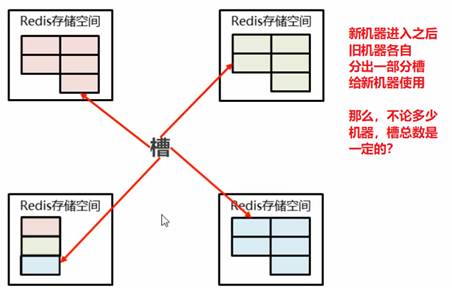 Redis存储空间
Redis存储空间
新机器进入之后
旧机器各自
分出一部分槽
给新机器使用
那么，不论多少
机器，槽总数是
一定的？
槽
Redis存储空间
Redis存储空间